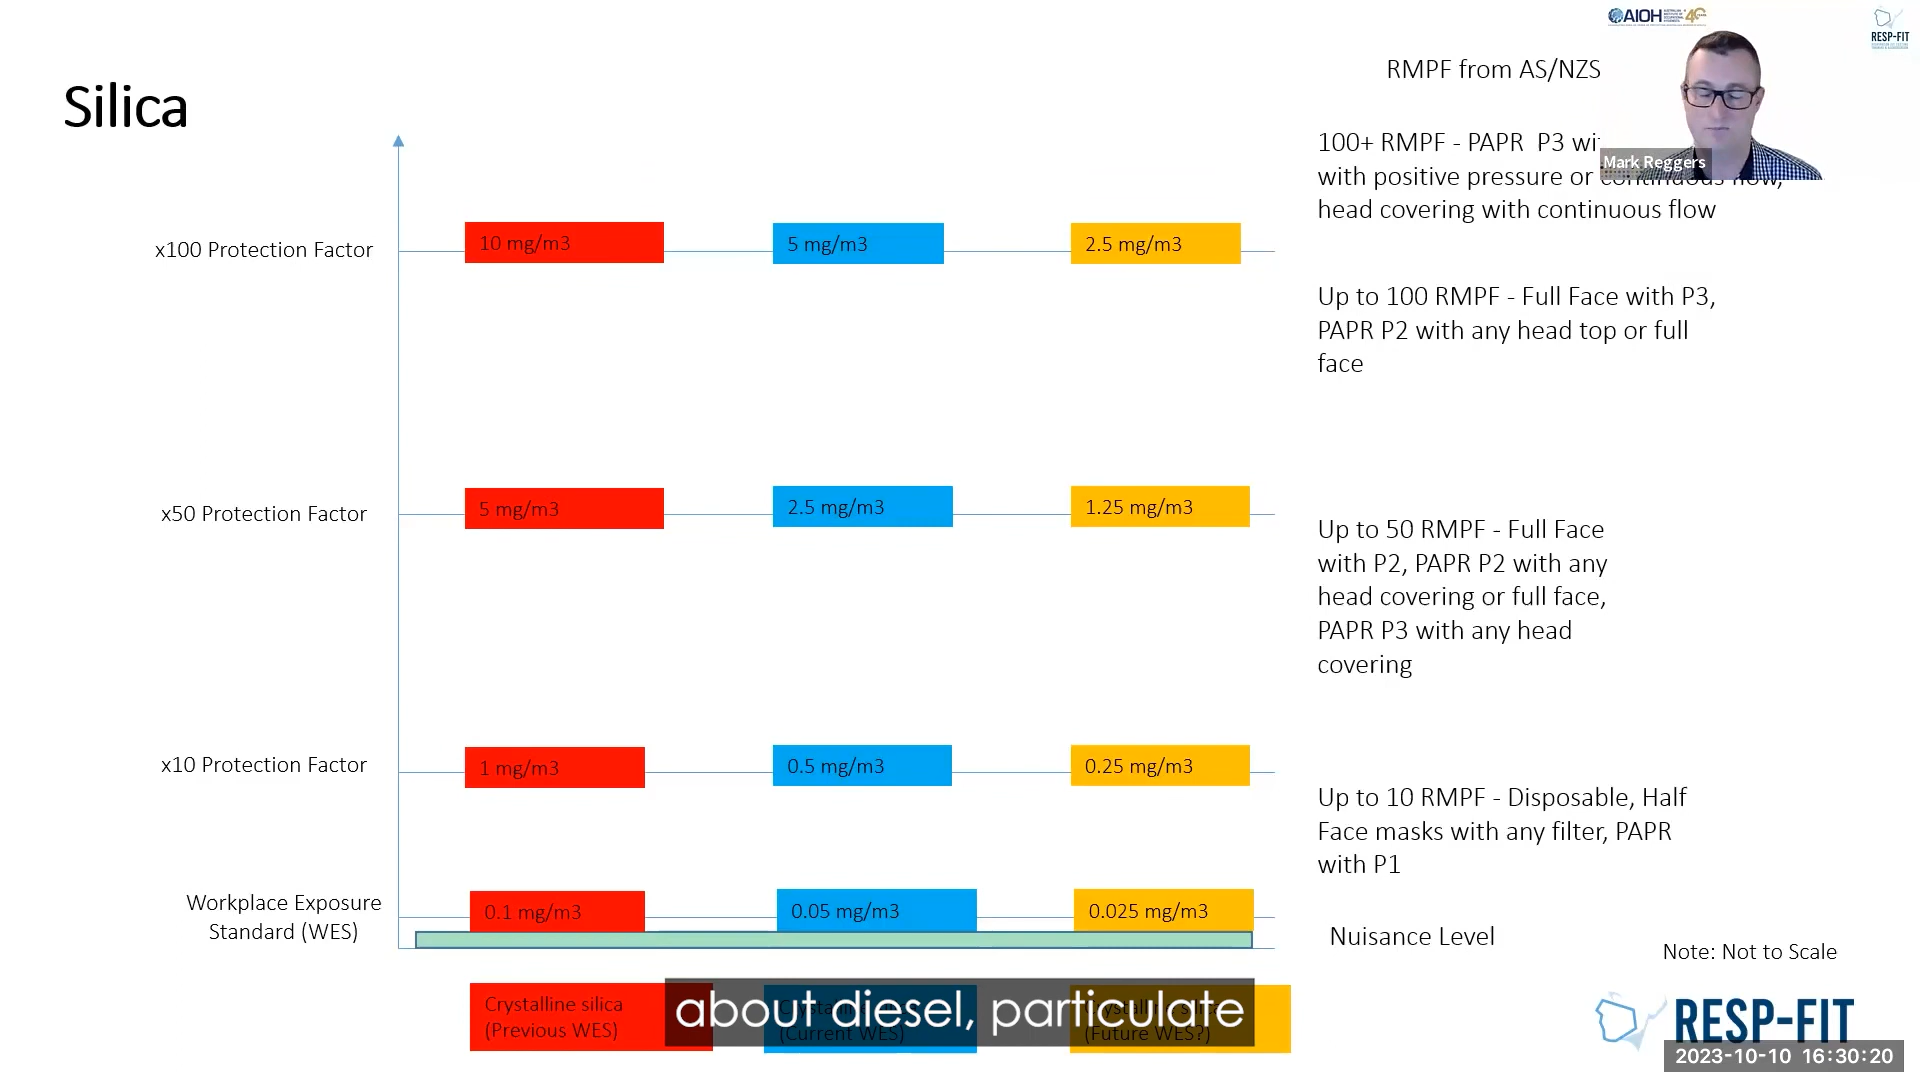 AIOH
40
RESP-FIT
Silica
RMPF from AS/NZS
Mark Reggers
100+ RMPF - PAPR P3
with positive pressure or continuous flow,
head covering with continuous flow
x100 Protection Factor
10 mg/m3
5 mg/m3
2.5 mg/m3
Up to 100 RMPF - Full Face with P3,
PAPR P2 with any head top or full
face
x50 Protection Factor
5 mg/m3
2.5 mg/m3
1.25 mg/m3
Up to 50 RMPF - Full Face
with P2, PAPR P2 with any
head covering or full face,
PAPR P3 with any head
covering
x10 Protection Factor
1 mg/m3
0.5 mg/m3
0.25 mg/m3
Up to 10 RMPF - Disposable, Half
Face masks with any filter, PAPR
with P1
Workplace Exposure
Standard (WES)
0.1 mg/m3
0.05 mg/m3
0.025 mg/m3
Nuisance Level
Note: Not to Scale
Crystalline silica
(Previous WES)
(Current WES)
(Future WES?)
about diesel, particulate
RESP-FIT
2023-10-10 16:30:20